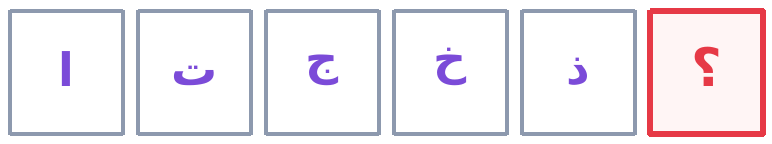 ا ت ج خ ذ ؟